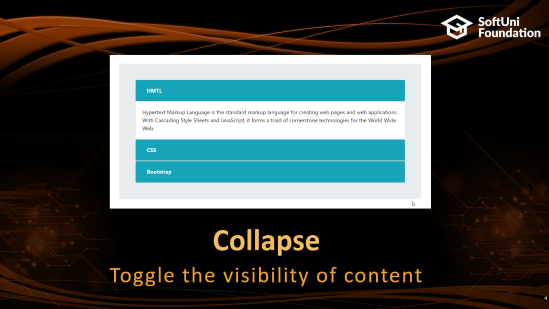 SoftUni
Foundation
HMTL
Hypertext Markup Language is the standard markup language for creating web pages and web applications.
With Cascading Style Sheets and JavaScript, it forms a triad of cornerstone technologies for the World Wide
Web.
CSS
Bootstrap
Collapse
Toggle the visibility of content
4